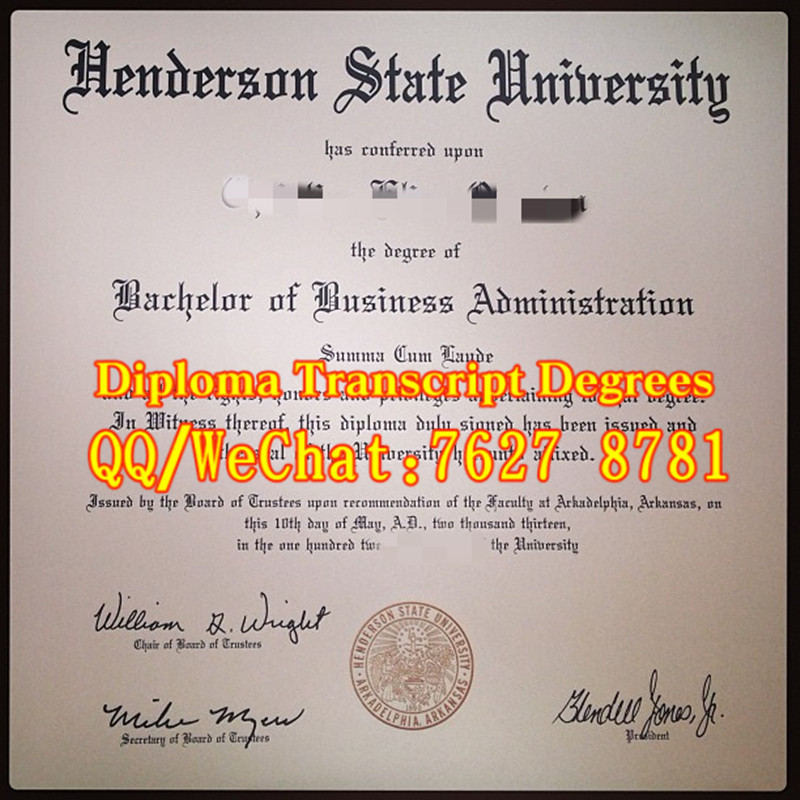 Henderson State University
has conferred upon
the degree of
Bachelor of Business Administration
Summa Cum Laude
Diploma Transcript Degrees
In Witness thereof, this diploma duly signed has been issued and
QQ/WeChat:7627 8781
Issued by the Board of Trustees upon recommendation of the Faculty at Arkadelphia, Arkansas, on
this 10th day of May, A.D., two thousand thirteen,
in the one hundred
the University
William G. Wright
Chair of Board of Trustees
HENDERSON STATE UNIVERSITY
ARKADELPHIA, ARKANSAS
Secretary of Board of Trustees
Glendell Jones, Jr.
President